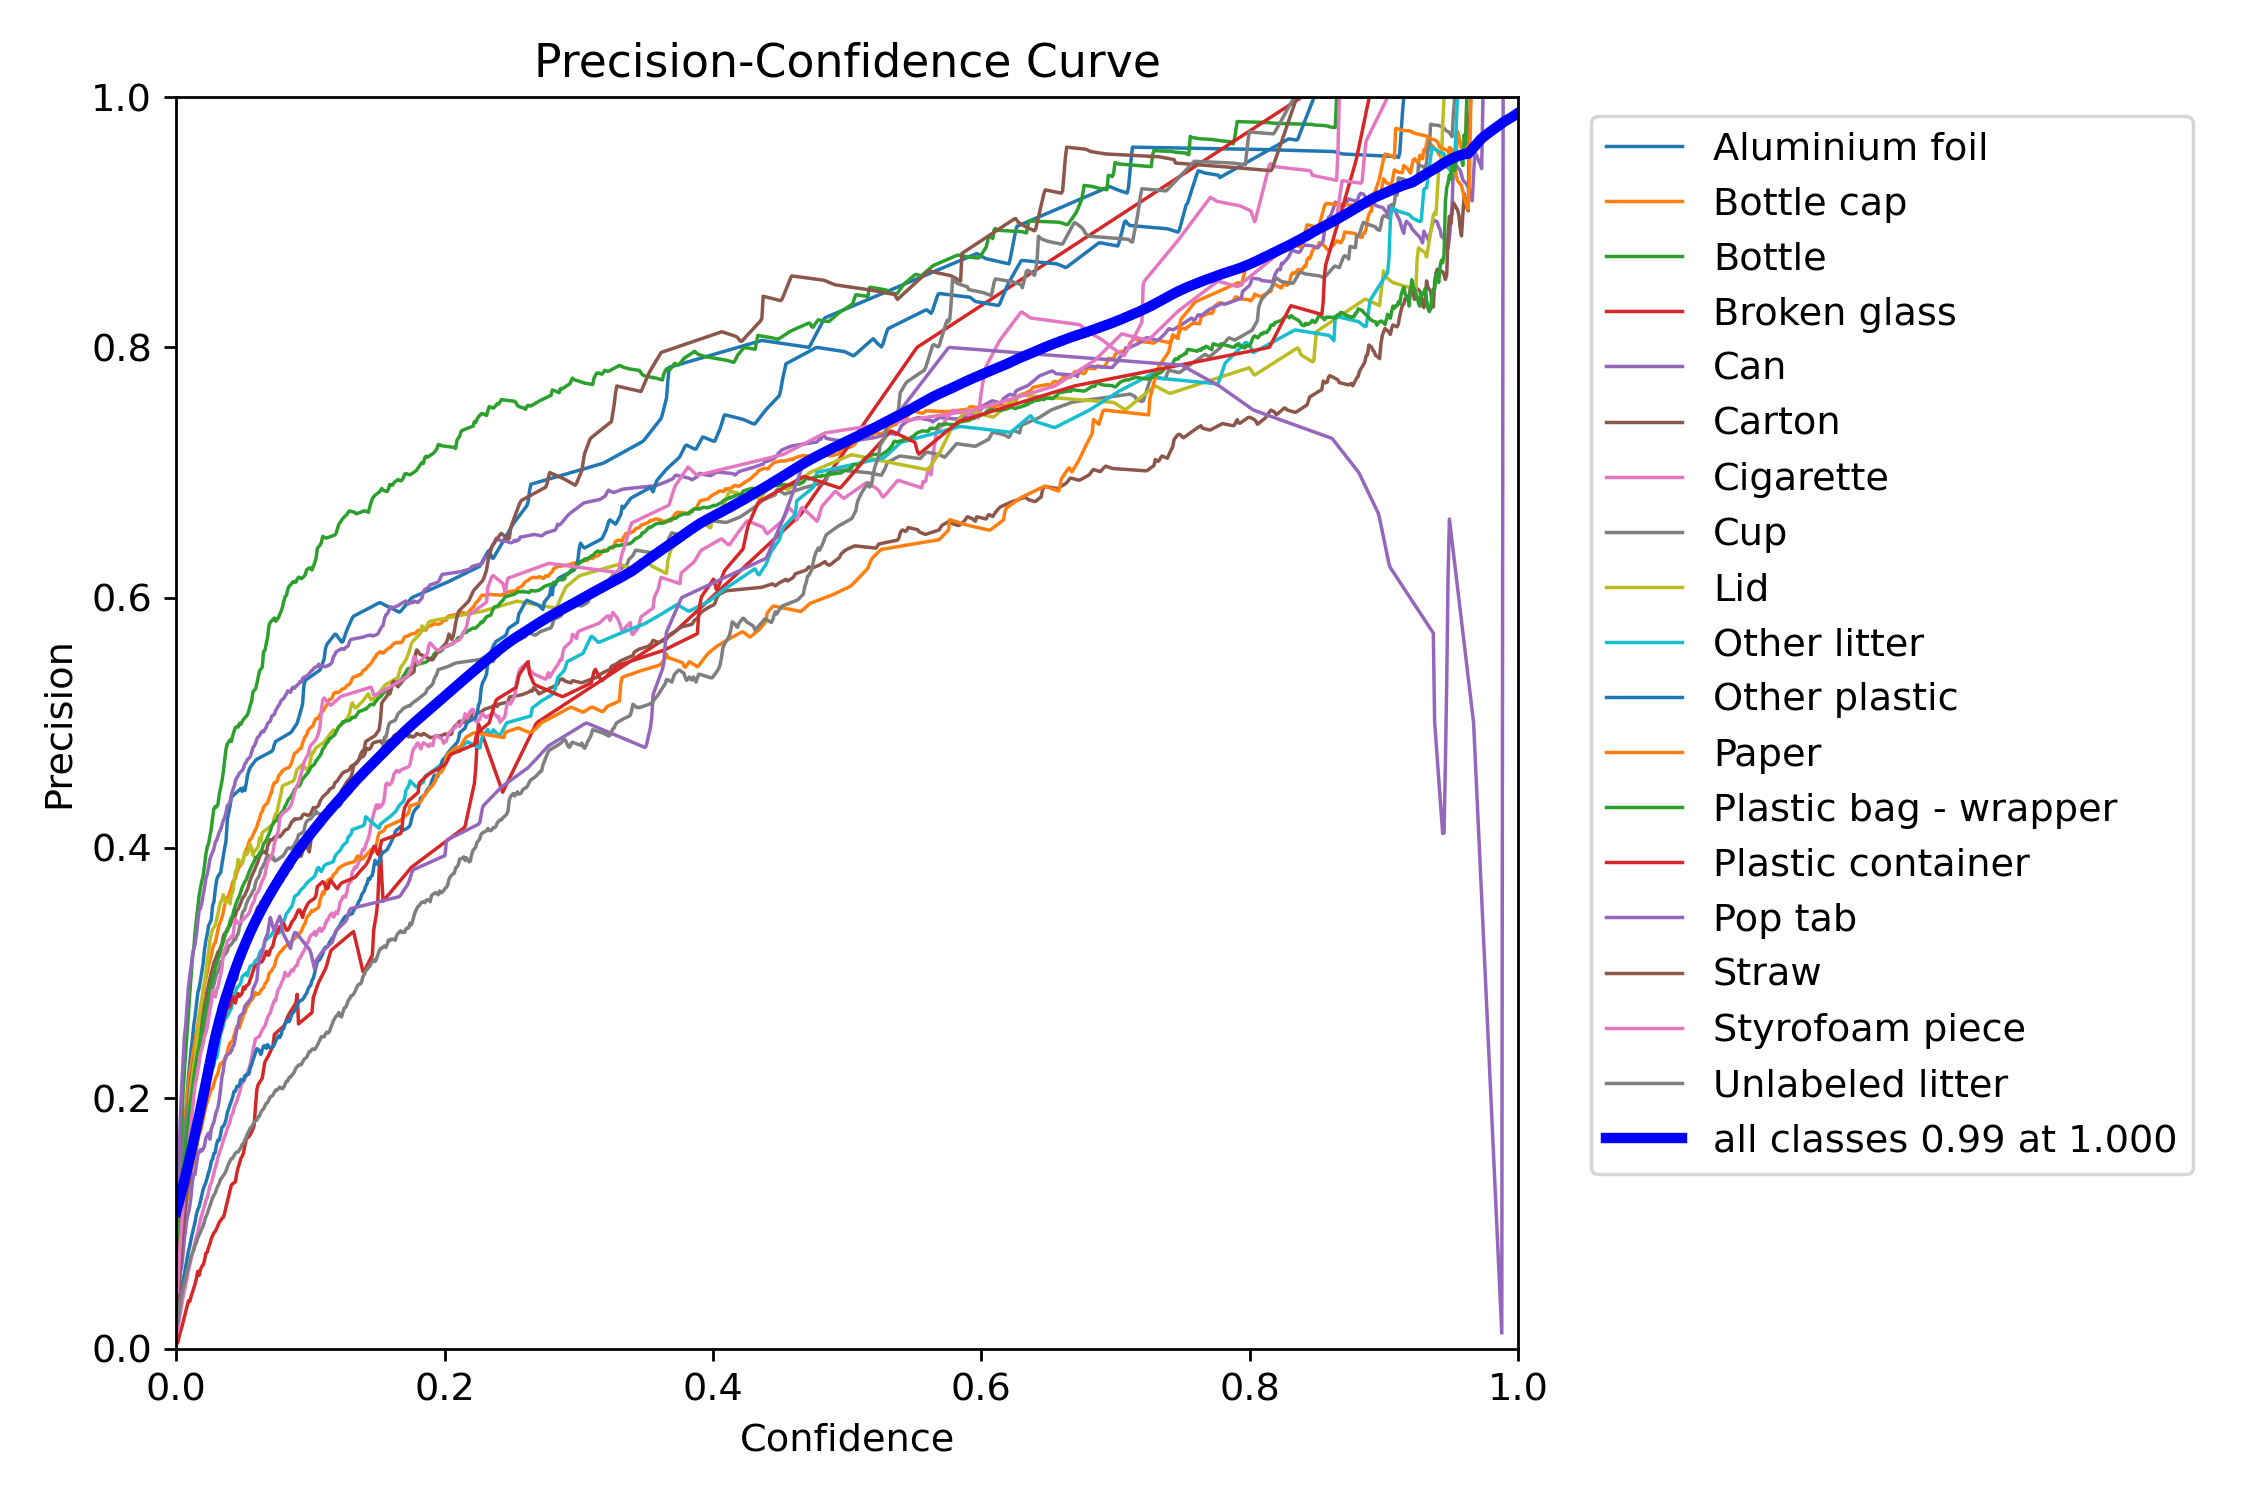 Precision-Confidence Curve
1.0
0.8
0.6
0.4
0.2
0.0
Precision
0.0 0.2 0.4 0.6 0.8 1.0
Confidence
Aluminium foil
Bottle cap
Bottle
Broken glass
Can
Carton
Cigarette
Cup
Lid
Other litter
Other plastic
Paper
Plastic bag - wrapper
Plastic container
Pop tab
Straw
Styrofoam piece
Unlabeled litter
all classes 0.99 at 1.000